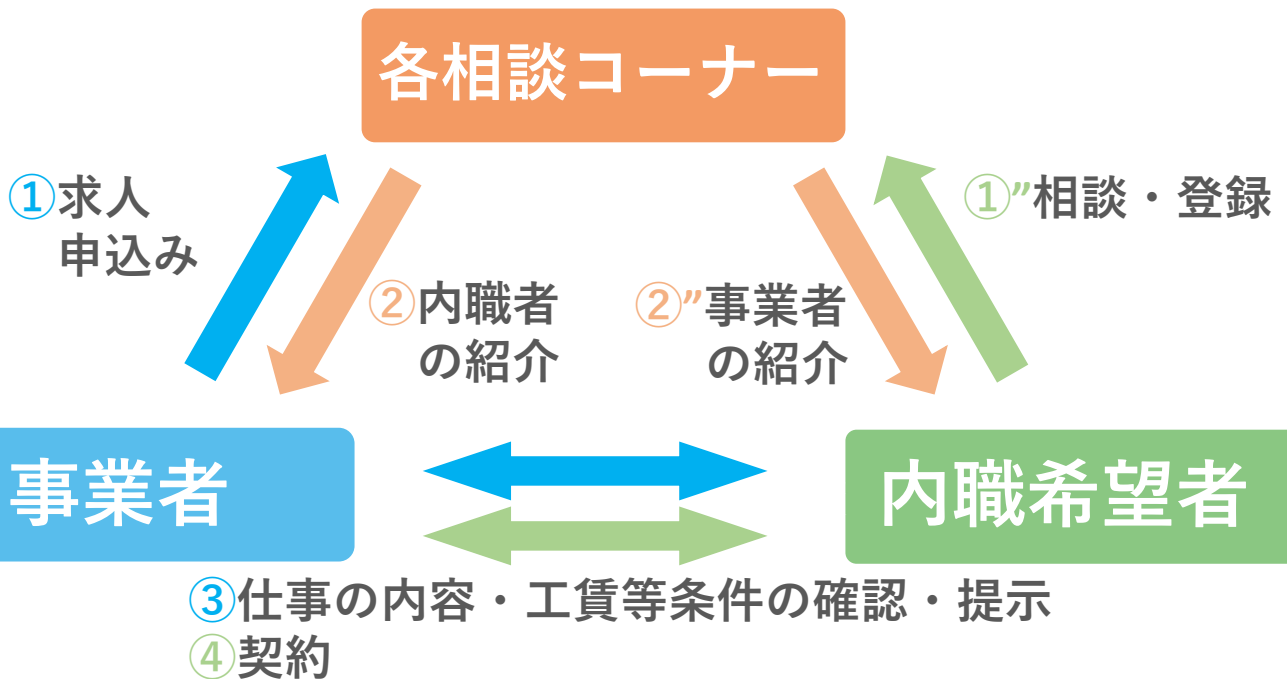 各相談コーナー
①求人
申込み
①”相談・登録
②内職者
の紹介
②”事業者
の紹介
事業者
内職希望者
③仕事の内容・工賃等条件の確認・提示
④契約